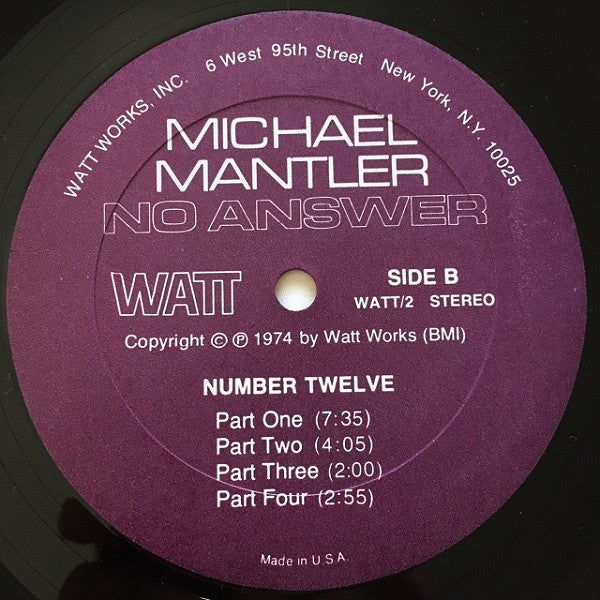 WATT WORKS, INC. 6 West 95th Street New York, N.Y. 10025
MICHAEL
MANTLER
NO ANSWER
WATT
SIDE B
WATT/2 STEREO
Copyright © ℗ 1974 by Watt Works (BMI)
NUMBER TWELVE
Part One (7:35)
Part Two (4:05)
Part Three (2:00)
Part Four (2:55)
Made in U.S.A.